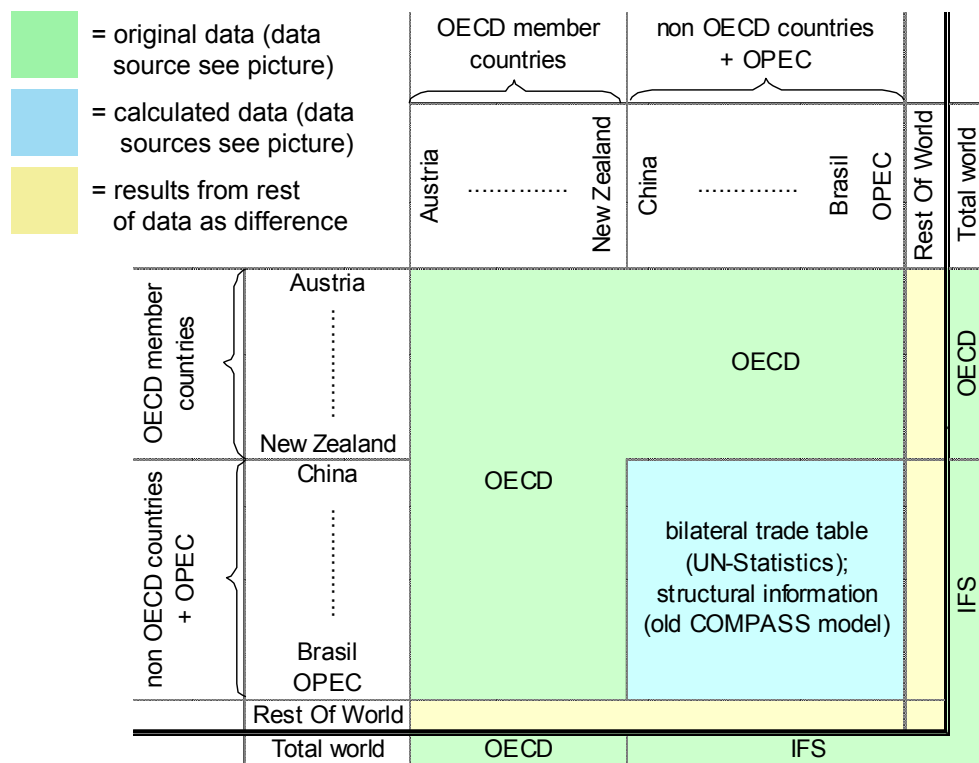 = original data (data
source see picture)
= calculated data (data
sources see picture)
= results from rest
of data as difference
OECD member
countries
non OECD countries
+ OPEC
Austria
..............
New Zealand
China
..............
Brasil
OPEC
Rest Of World
Total world
OECD member
countries
Austria
..............
New Zealand
OECD
OECD
non OECD countries
+ OPEC
China
..............
Brasil
OPEC
OECD
bilateral trade table
(UN-Statistics);
structural information
(old COMPASS model)
IFS
Rest Of World
Total world
OECD
IFS